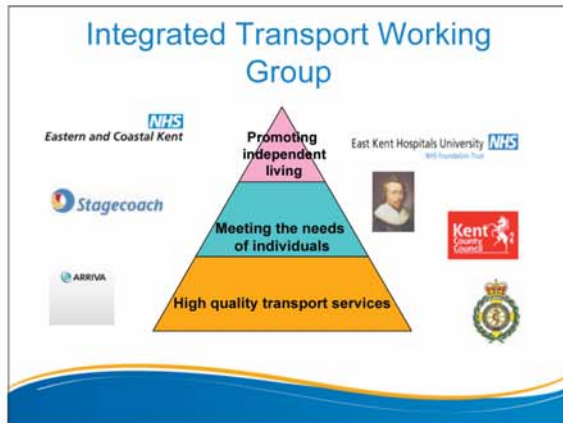 Integrated Transport Working
Group
NHS
Eastern and Coastal Kent
Promoting
independent
living
East Kent Hospitals University NHS
NHS Foundation Trust
Stagecoach
Meeting the needs
of individuals
Kent
County
Council
ARRIVA
High quality transport services